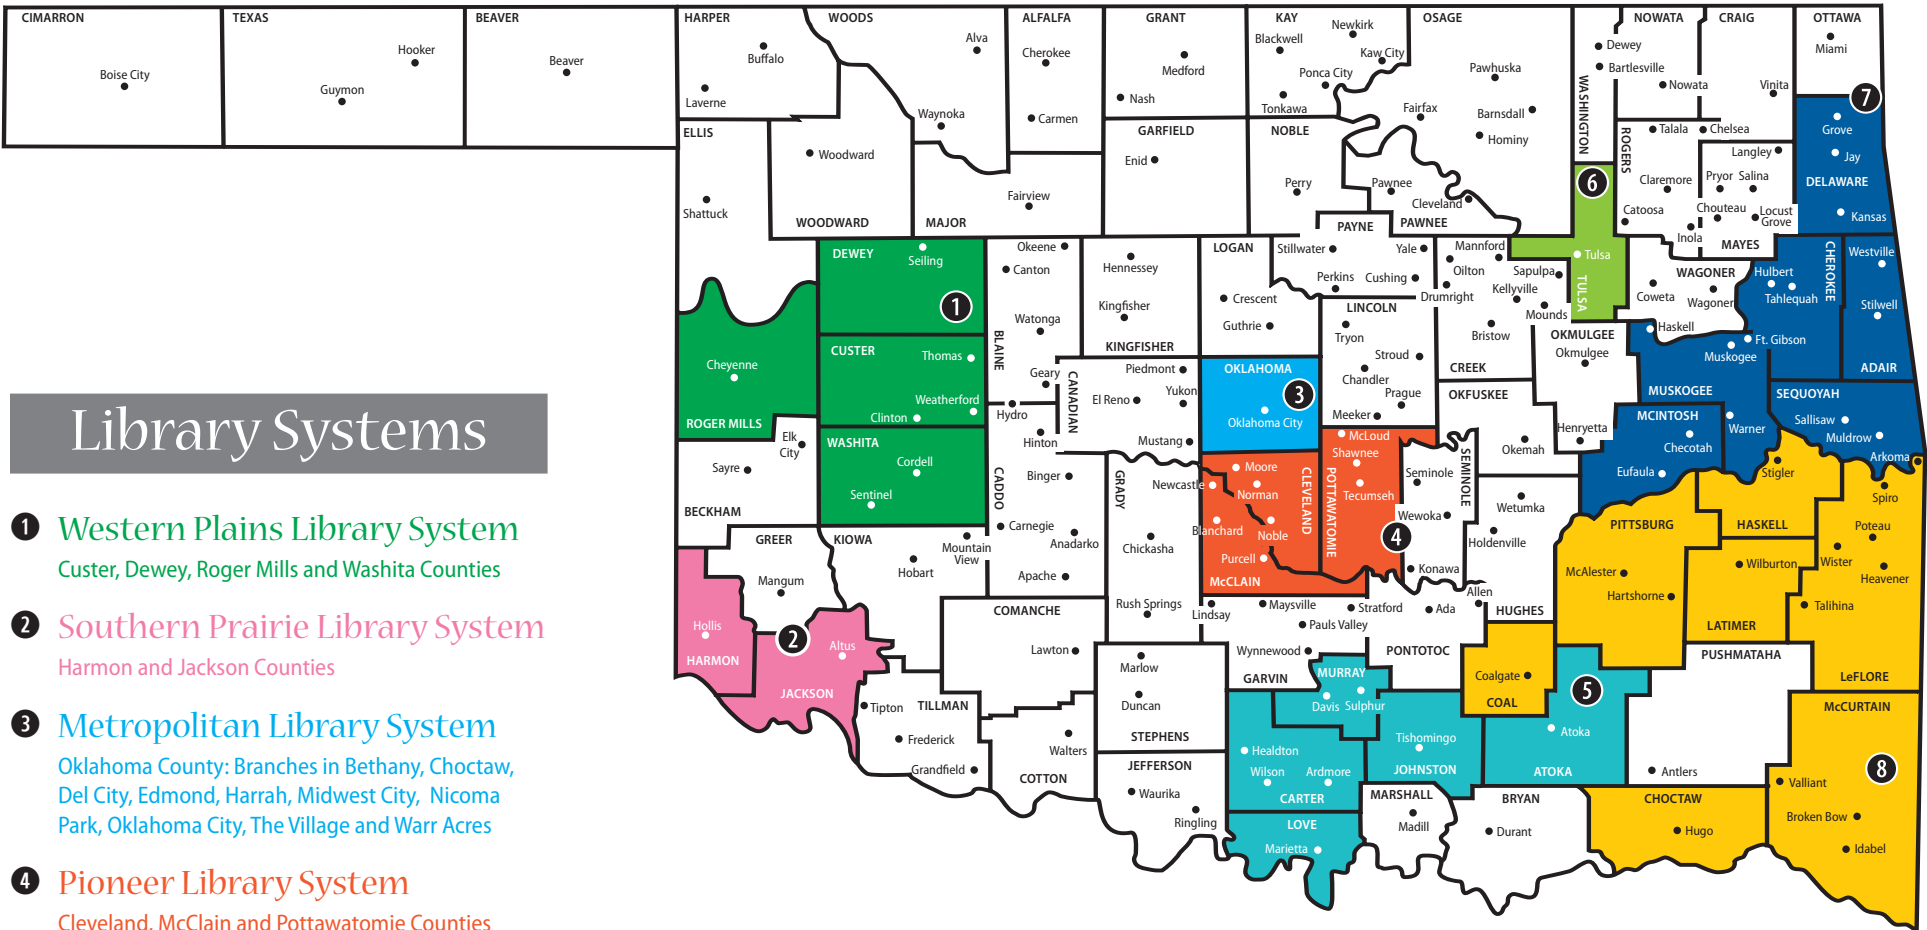 CIMARRON
Boise City
TEXAS
Hooker
Guymon
BEAVER
Beaver
HARPER
Buffalo
Laverne
WOODS
Alva
Waynoka
ALFALFA
Cherokee
Carmen
GRANT
Medford
Nash
KAY
Newkirk
Blackwell
Kaw City
Ponca City
Tonkawa
OSAGE
Pawhuska
Fairfax
Barnsdall
Hominy
WASHINGTON
Dewey
Bartlesville
NOWATA
Nowata
CRAIG
Vinita
OTTAWA
Miami
7
ELLIS
Shattuck
Woodward
WOODWARD
Fairview
MAJOR
GARFIELD
Enid
NOBLE
Perry
Pawnee
Cleveland
PAWNEE
ROGERS
Talala
Chelsea
Claremore
Catoosa
Inola
Langley
Pryor
Salina
Chouteau
Locust
Grove
MAYES
Grove
Jay
DELAWARE
Kansas
6
Tulsa
TULSA
DEWEY
Seiling
1
Okeene
Canton
Watonga
BLAINE
Geary
Hydro
Hennessey
Kingfisher
KINGFISHER
LOGAN
Crescent
Guthrie
PAYNE
Stillwater
Yale
Perkins
Cushing
Mannford
Oilton
Sapulpa
Drumright
Kellyville
Mounds
Bristow
CREEK
LINCOLN
Tryon
Stroud
Chandler
Prague
Meeker
WAGONER
Coweta
Wagoner
CHEROKEE
Hulbert
Tahlequah
Westville
Stilwell
ADAIR
Cheyenne
ROGER MILLS
CUSTER
Thomas
Weatherford
Clinton
CANADIAN
Piedmont
El Reno
Yukon
Mustang
OKLAHOMA
3
Oklahoma City
OKMULGEE
Okmulgee
Henryetta
OKFUSKEE
Okemah
Haskell
Ft. Gibson
Muskogee
MUSKOGEE
Warner
SEQUOYAH
Sallisaw
Muldrow
Arkoma
MCINTOSH
Checotah
Eufaula
Elk
City
Sayre
BECKHAM
WASHITA
Cordell
Sentinel
Hinton
Binger
CADDO
Carnegie
Anadarko
Apache
GRADY
Chickasha
Rush Springs
Newcastle
Blanchard
Purcell
McCLAIN
Moore
Norman
Noble
CLEVELAND
McLoud
Shawnee
Tecumseh
POTTAWATOMIE
4
SEMINOLE
Seminole
Wewoka
Konawa
Wetumka
Holdenville
HUGHES
PITTSBURG
McAlester
Hartshorne
Stigler
HASKELL
Wilburton
LATIMER
Spiro
Poteau
Wister
Heavener
Talihina
LeFLORE
GREER
Mangum
KIOWA
Mountain
View
Hobart
Hollis
HARMON
2
Altus
JACKSON
Tipton
TILLMAN
Frederick
Grandfield
COMANCHE
Lawton
Walters
COTTON
Marlow
Duncan
STEPHENS
JEFFERSON
Waurika
Ringling
Lindsay
Maysville
Pauls Valley
Wynnewood
GARVIN
Stratford
Ada
Allen
PONTOTOC
MURRAY
Davis
Sulphur
Coalgate
COAL
5
Atoka
ATOKA
PUSHMATAHA
Antlers
McCURTAIN
8
Valliant
Broken Bow
Idabel
Healdton
Wilson
Ardmore
CARTER
Tishomingo
JOHNSTON
LOVE
Marietta
MARSHALL
Madill
BRYAN
Durant
CHOCTAW
Hugo
Library Systems
1 Western Plains Library System
Custer, Dewey, Roger Mills and Washita Counties
2 Southern Prairie Library System
Harmon and Jackson Counties
3 Metropolitan Library System
Oklahoma County: Branches in Bethany, Choctaw,
Del City, Edmond, Harrah, Midwest City, Nicoma
Park, Oklahoma City, The Village and Warr Acres
4 Pioneer Library System
Cleveland, McClain and Pottawatomie Counties